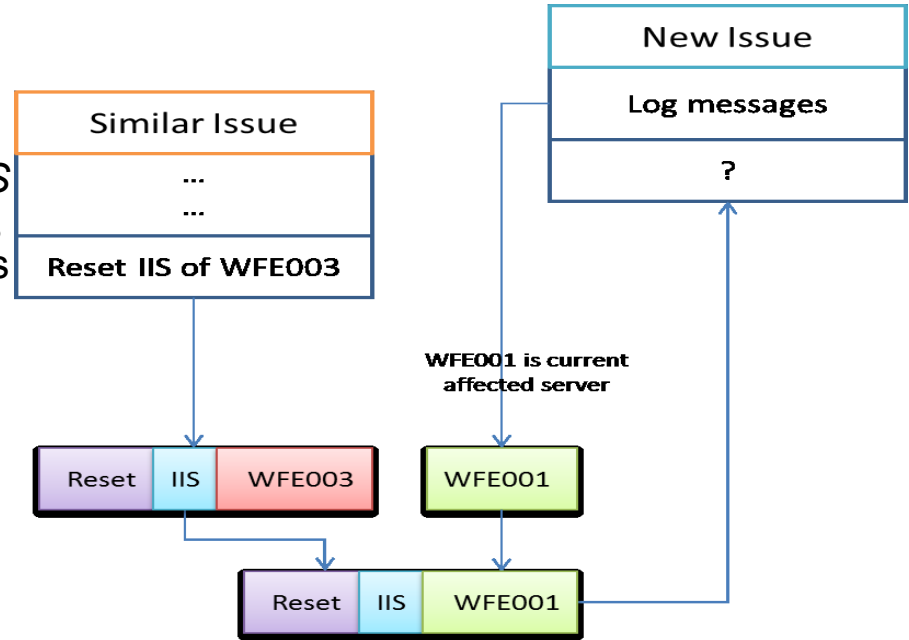 New Issue
Log messages
?
Similar Issue
...
...
Reset IIS of WFE003
WFE001 is current
affected server
Reset IIS WFE003
WFE001
Reset IIS WFE001